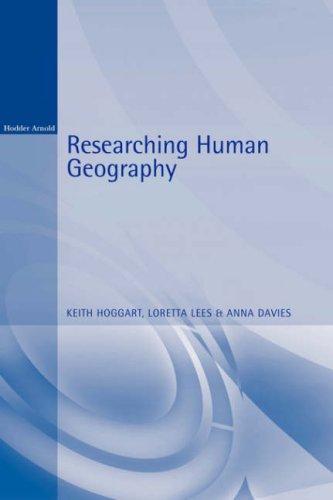 Hodder Arnold
Researching Human
Geography
KEITH HOGGART, LORETTA LEES & ANNA DAVIES